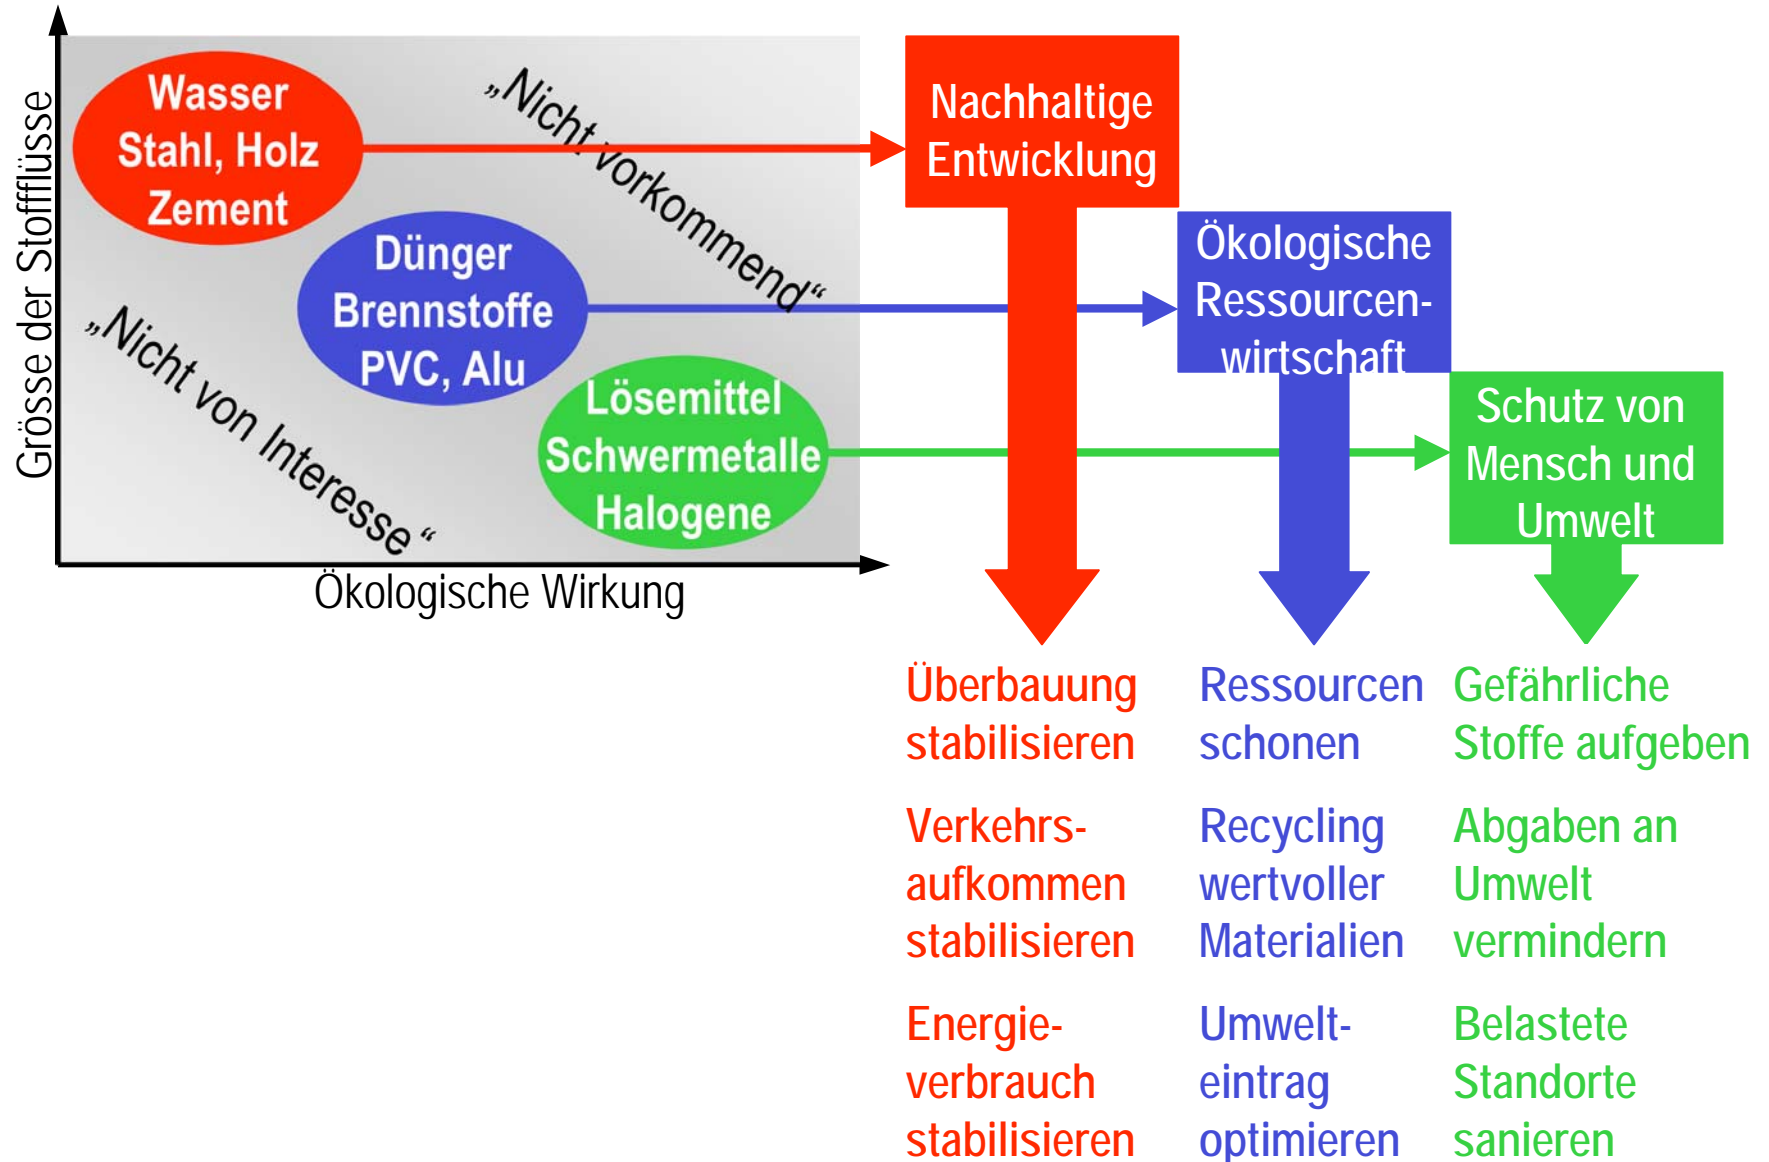 Grösse der Stoffflüsse
Wasser
Stahl, Holz
Zement
„Nicht vorkommend“
Dünger
Brennstoffe
PVC, Alu
„Nicht von Interesse“
Lösemittel
Schwermetalle
Halogene
Ökologische Wirkung
Nachhaltige
Entwicklung
Ökologische
Ressourcen-
wirtschaft
Schutz von
Mensch und
Umwelt
Überbauung
stabilisieren
Verkehrs-
aufkommen
stabilisieren
Energie-
verbrauch
stabilisieren
Ressourcen
schonen
Recycling
wertvoller
Materialien
Umwelt-
eintrag
optimieren
Gefährliche
Stoffe aufgeben
Abgaben an
Umwelt
vermindern
Belastete
Standorte
sanieren